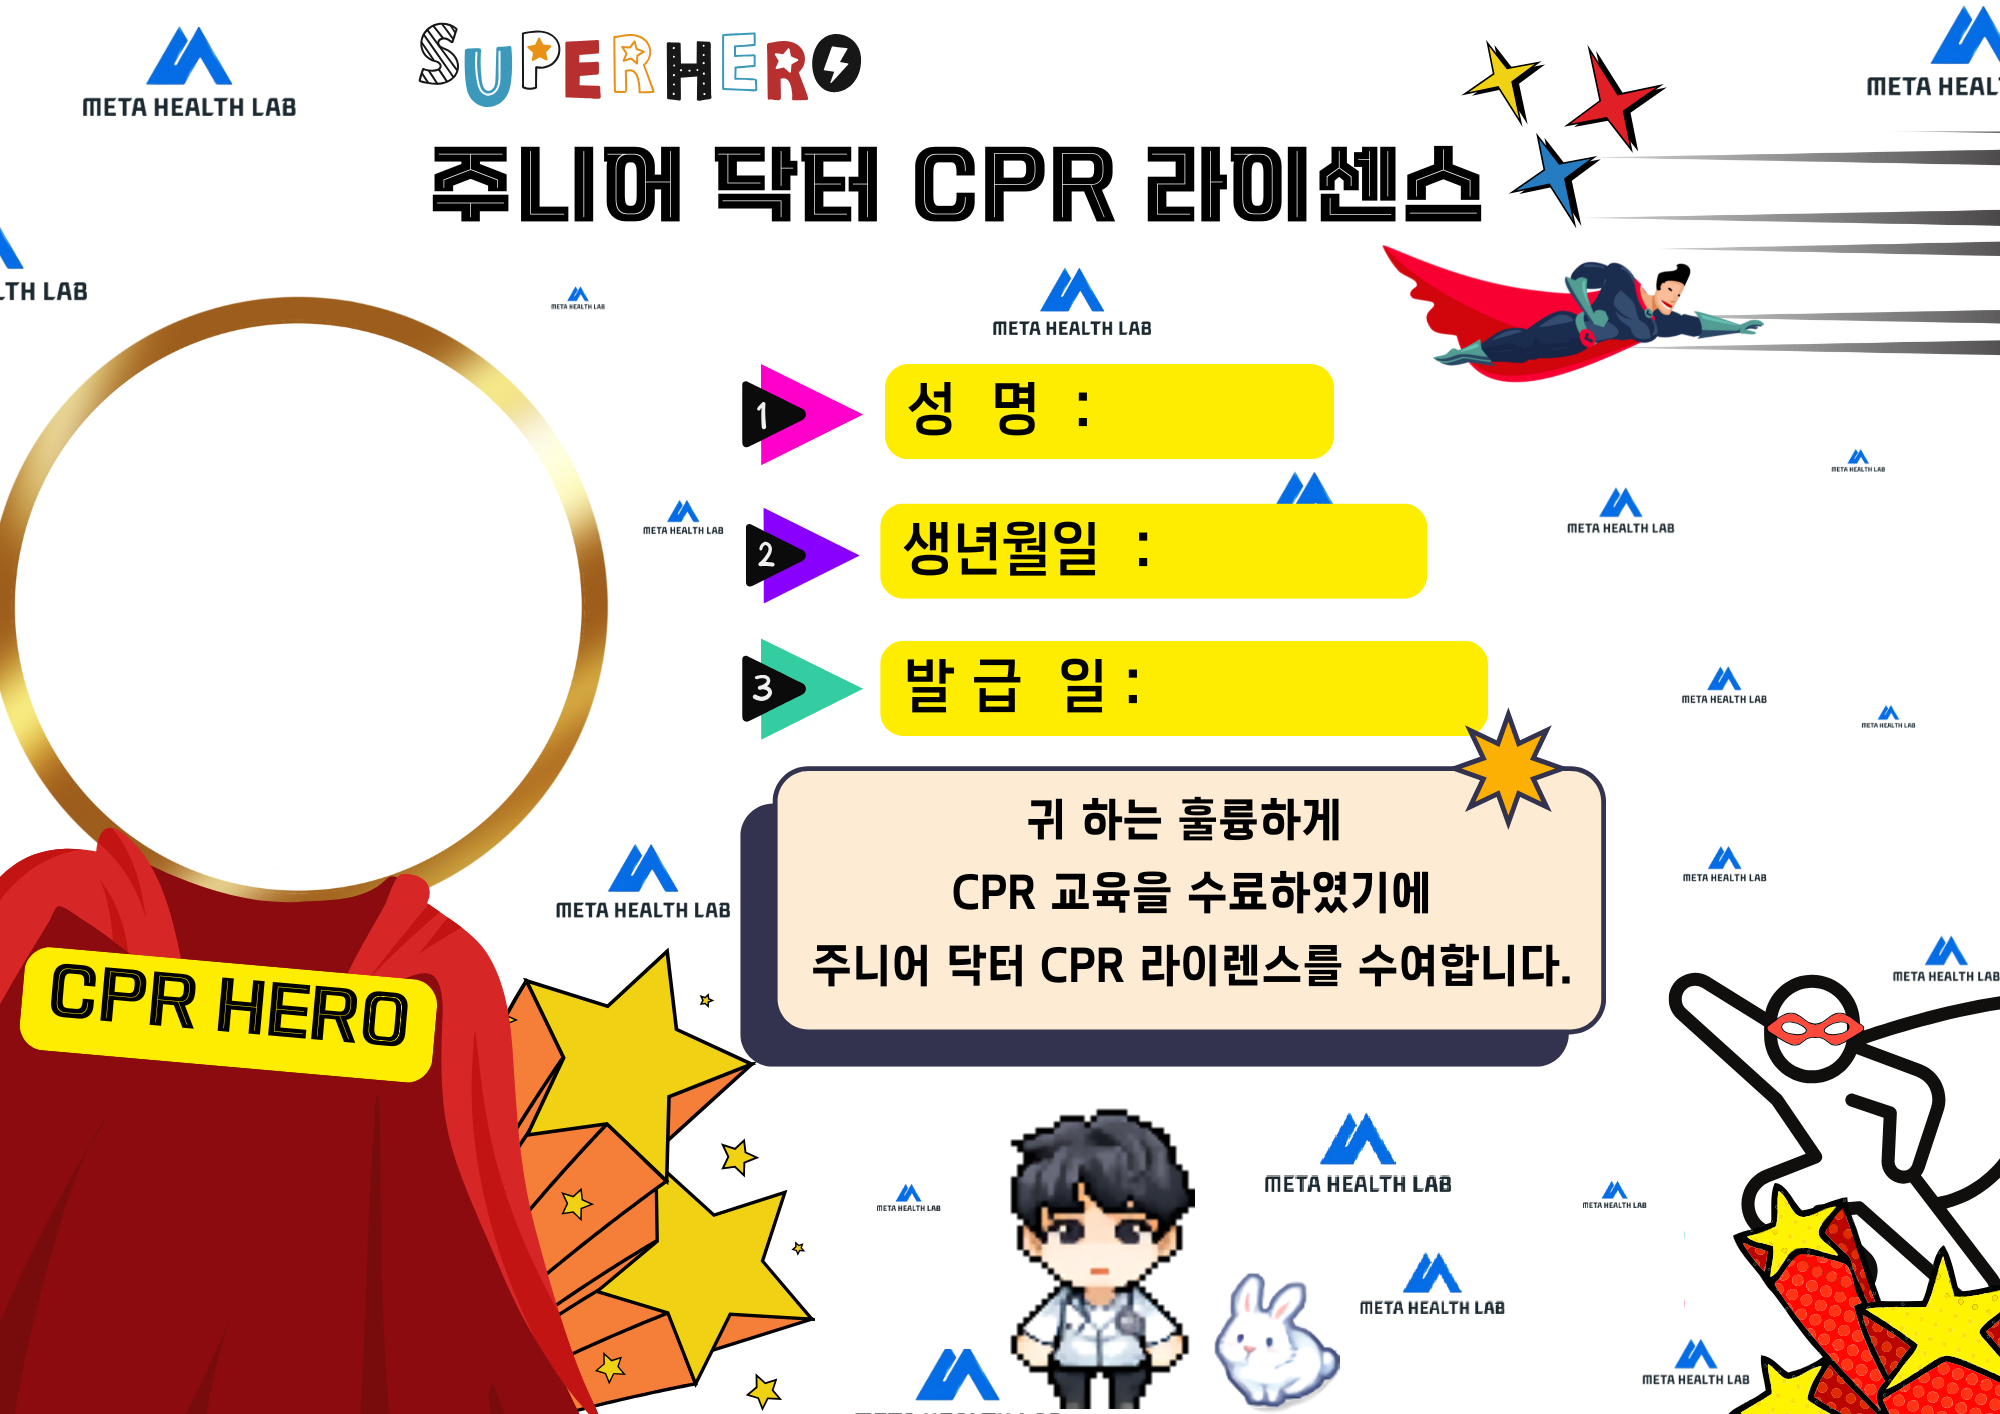 META HEALTH LAB
SUPERHERO
META HEALT
주니어 닥터 CPR 라이센스
LTH LAB
META HEALTH LAB
META HEALTH LAB
1
성 명 :
META HEALTH LAB
META HEALTH LAB
META HEALTH LAB
2
생년월일 :
3
발 급 일 :
META HEALTH LAB
META HEALTH LAB
귀 하는 훌륭하게
CPR 교육을 수료하였기에
주니어 닥터 CPR 라이렌스를 수여합니다.
META HEALTH LAB
META HEALTH LAB
META HEALTH LAB
CPR HERO
META HEALTH LAB
META HEALTH LAB
META HEALTH LAB
META HEALTH LAB
META HEALTH LAB
META HEALTH LAB